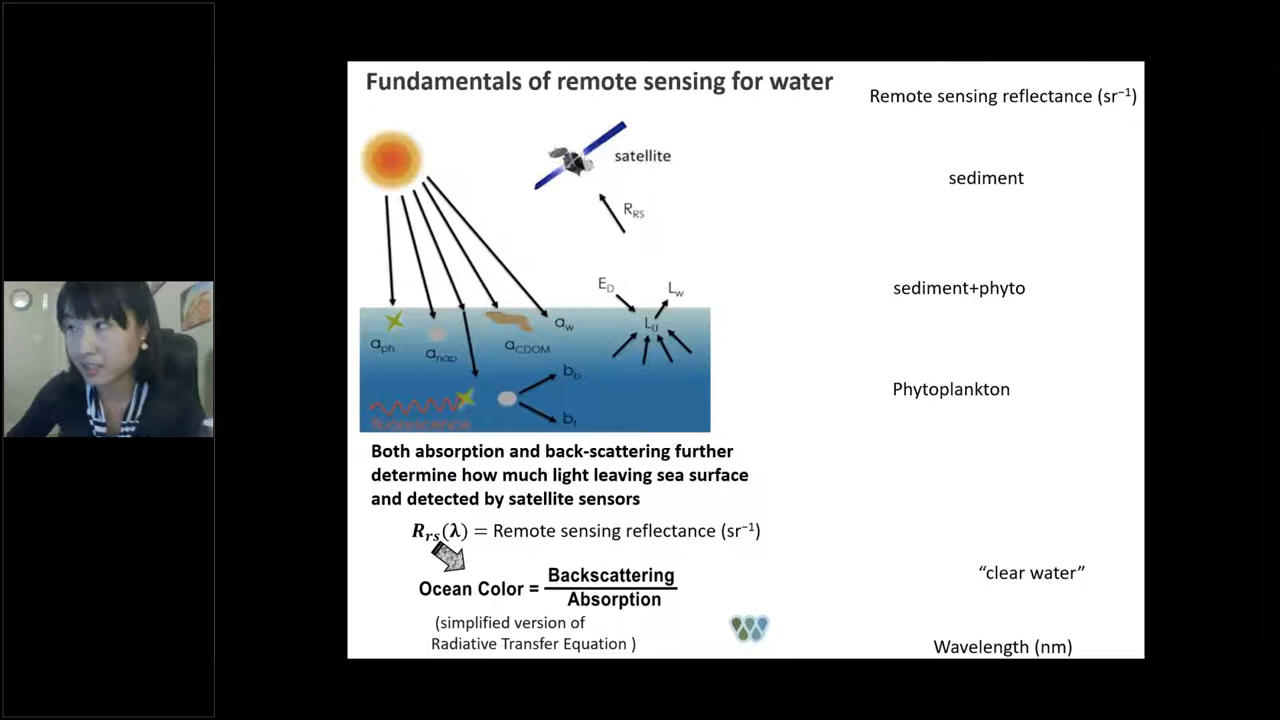 Fundamentals of remote sensing for water
satellite
R_RS
E_D
L_w
L_U
a_ph
a_nap
a_CDOM
a_w
b_b
b_f
fluorescence
Both absorption and back-scattering further
determine how much light leaving sea surface
and detected by satellite sensors
R_rs(λ) = Remote sensing reflectance (sr⁻¹)
Ocean Color = Backscattering
Absorption
(simplified version of
Radiative Transfer Equation )
Remote sensing reflectance (sr⁻¹)
sediment
sediment+phyto
Phytoplankton
“clear water”
Wavelength (nm)